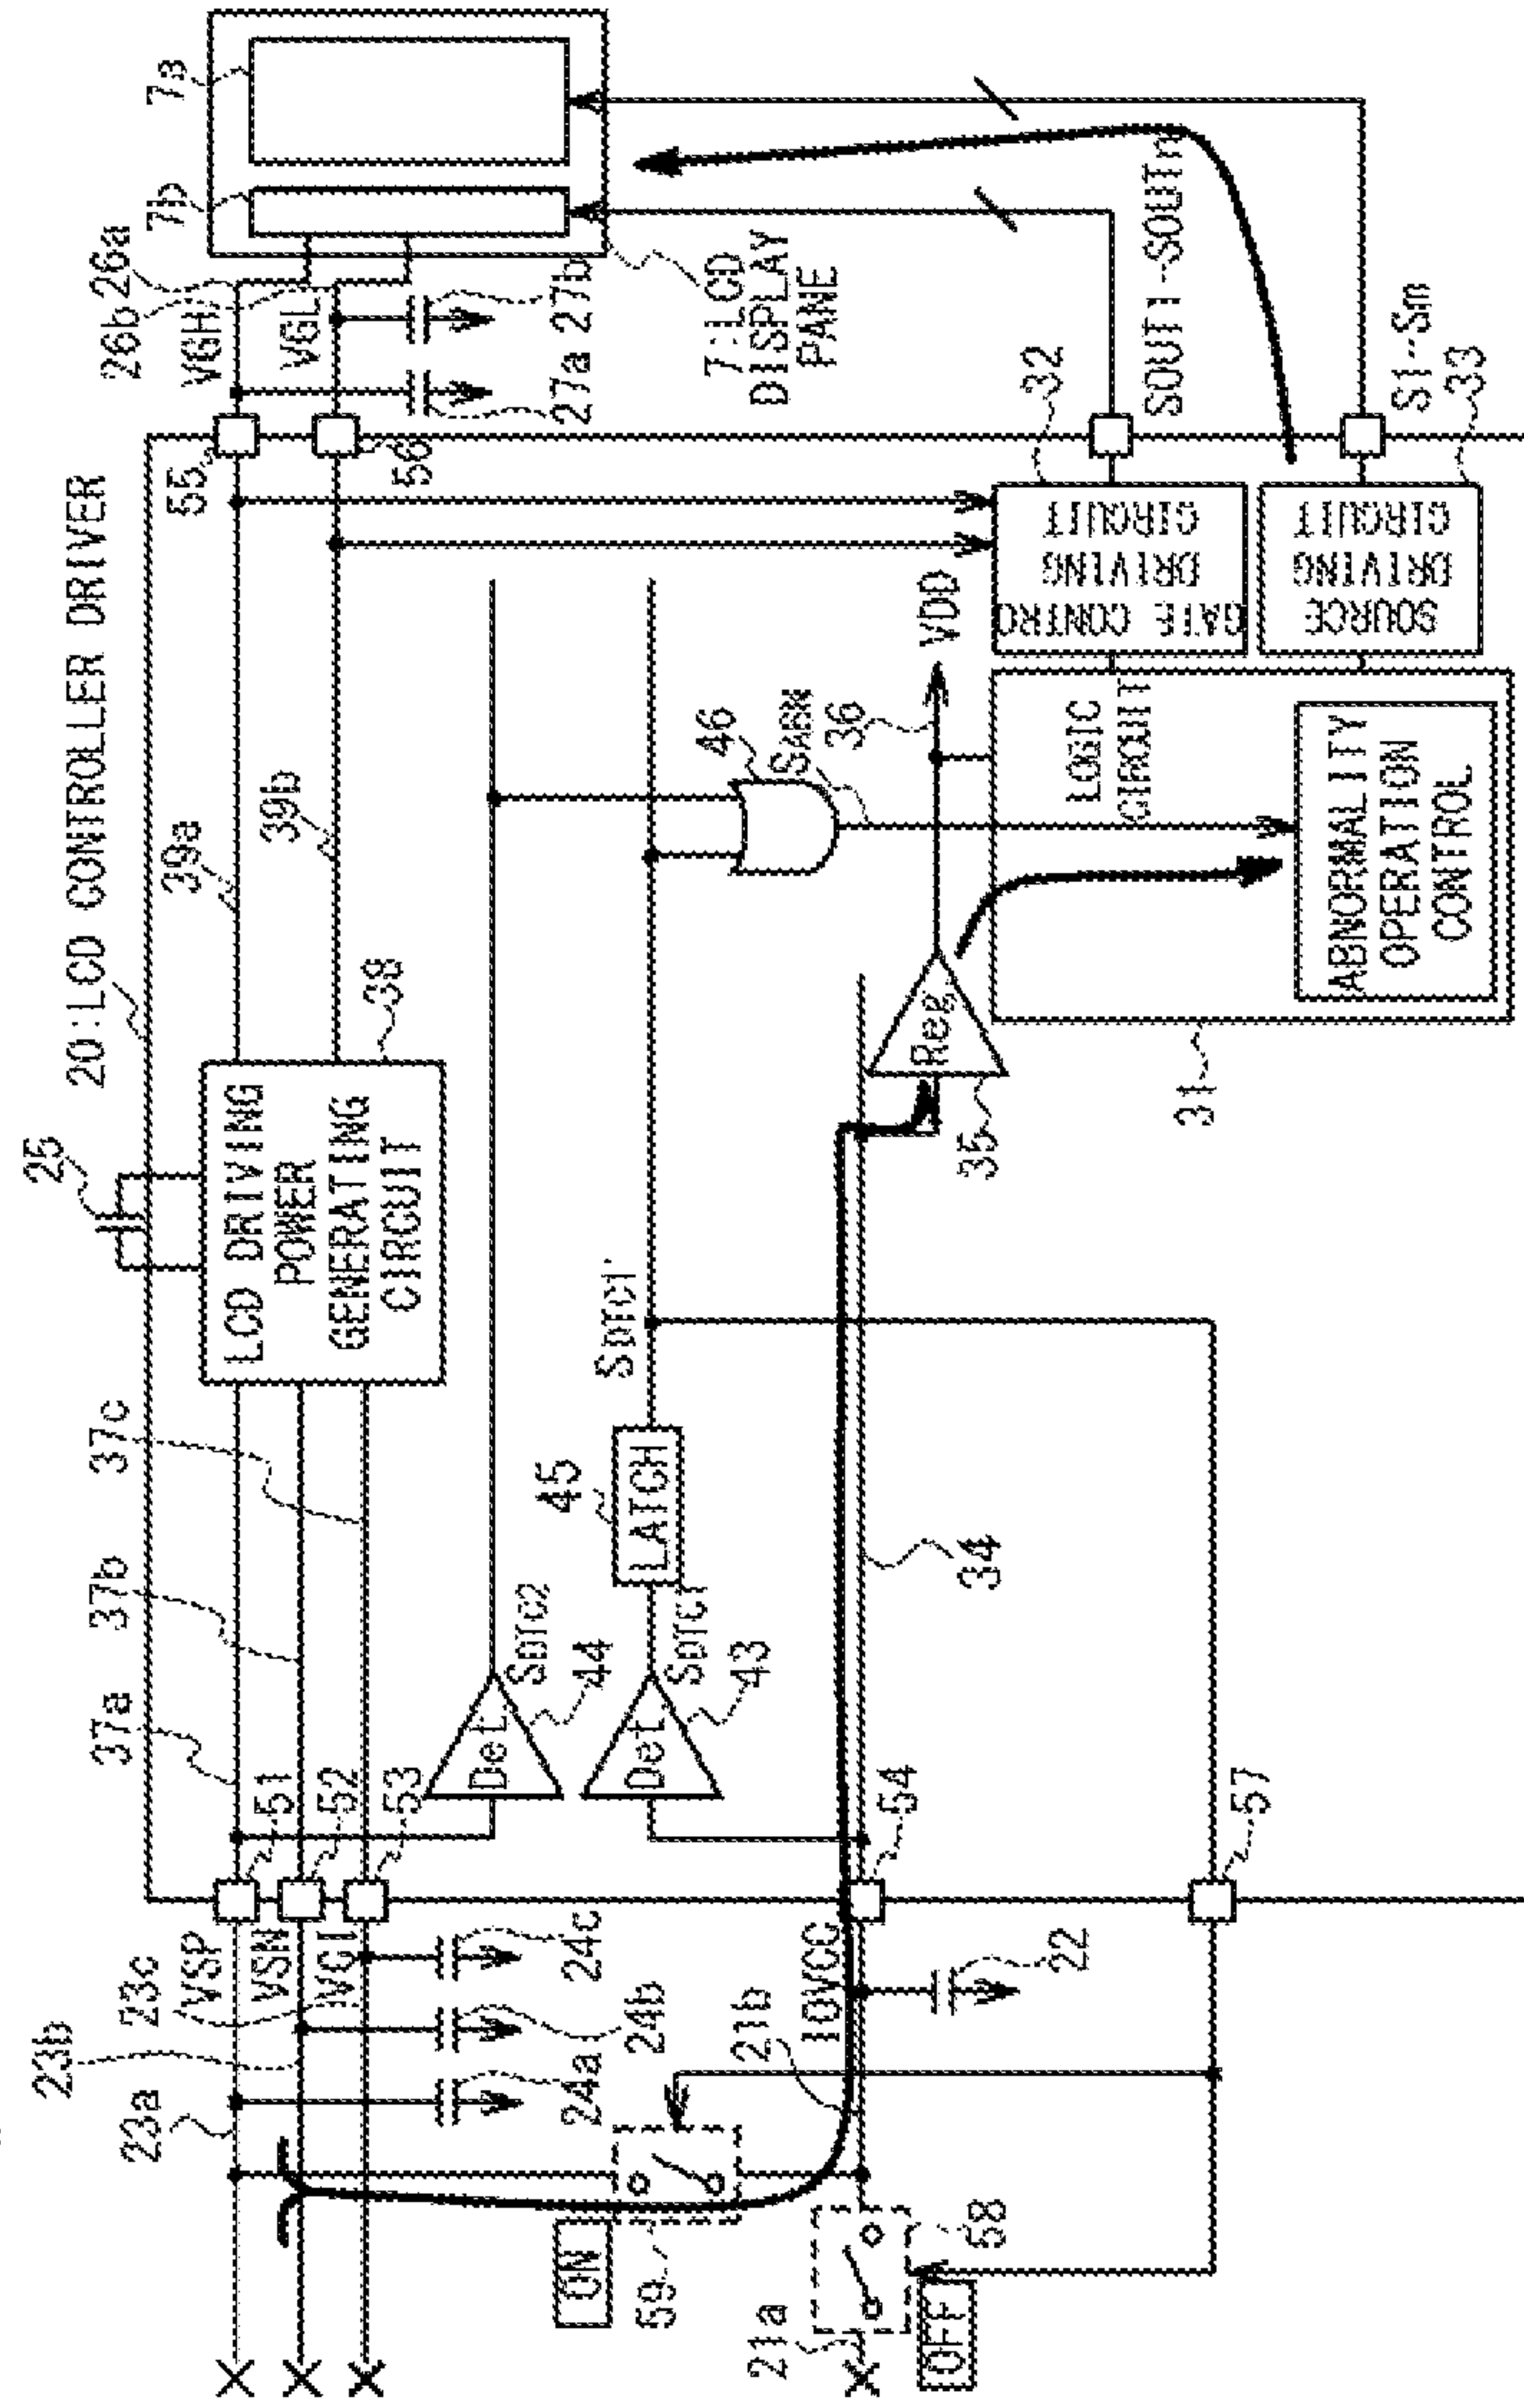 20:LCD CONTROLLER DRIVER
25
LCD DRIVING
POWER
GENERATING
CIRCUIT
38
39a
39b
37a
37b
37c
55
56
VGH
VGL
26b
26a
27a
27b
7b
7a
7:LCD
DISPLAY
PANE
23a
23b
23c
VSP
VSN
VCI
51
52
53
24a
24b
24c
Det
SDTC2
44
Det
SDTC1
43
45
LATCH
SDTC1'
46
SABN
36
VDD
ON
59
21b
IOVCC
54
34
Reg
35
22
21a
OFF
58
57
31
LOGIC
CIRCUIT
ABNORMALITY
OPERATION
CONTROL
GATE CONTRO
DRIVING
CIRCUIT
32
SOUT1-SOUTn
SOURCE
DRIVING
CIRCUIT
33
S1-Sm